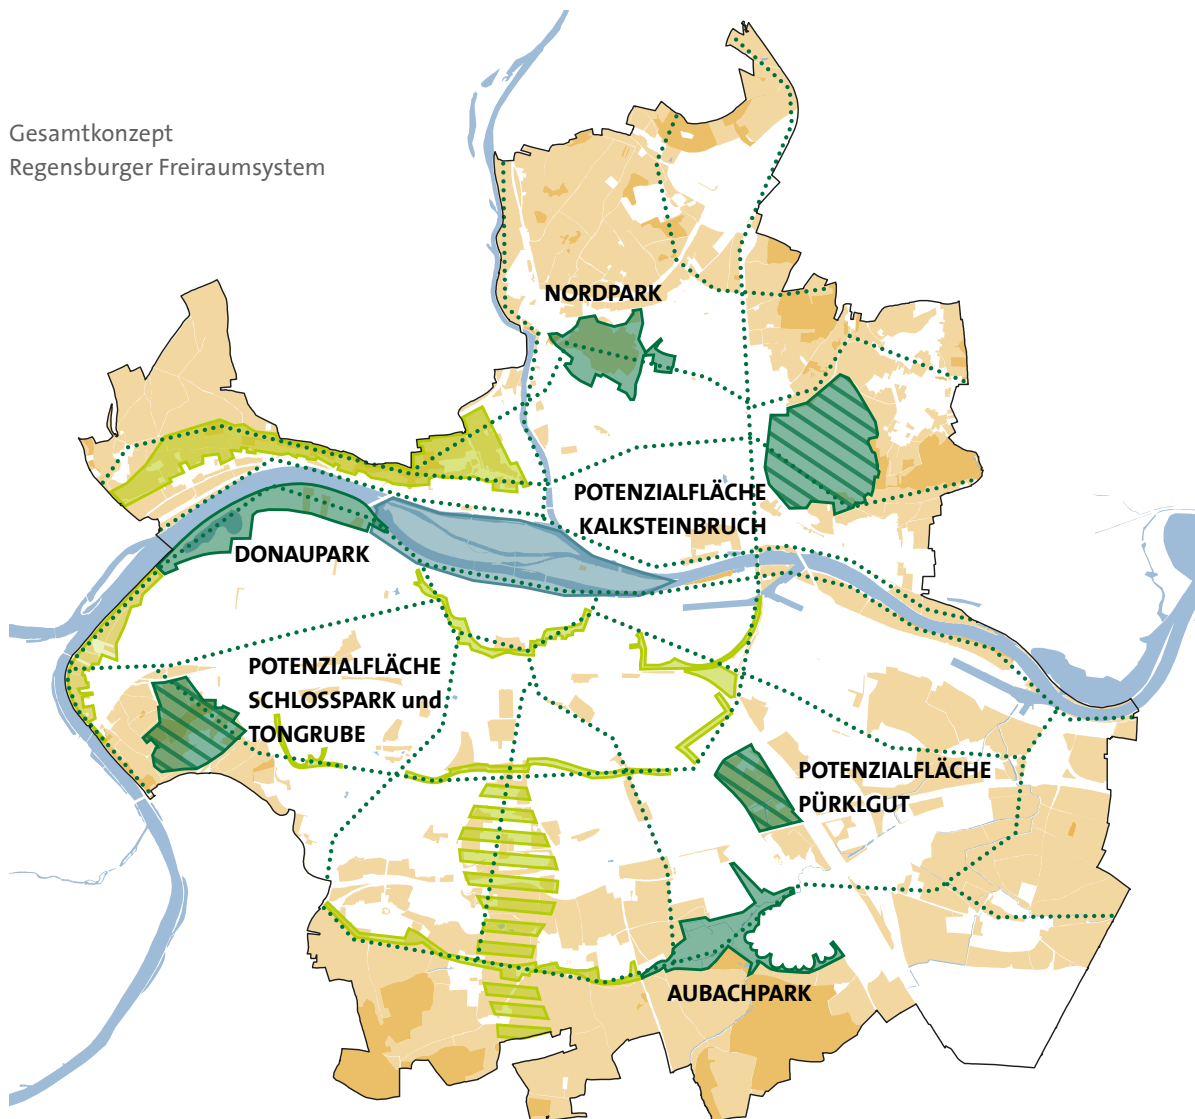 Gesamtkonzept
Regensburger Freiraumsystem
NORDPARK
POTENZIALFLÄCHE
KALKSTEINBRUCH
DONAUPARK
POTENZIALFLÄCHE
SCHLOSSPARK und
TONGRUBE
POTENZIALFLÄCHE
PÜRKLGUT
AUBACHPARK